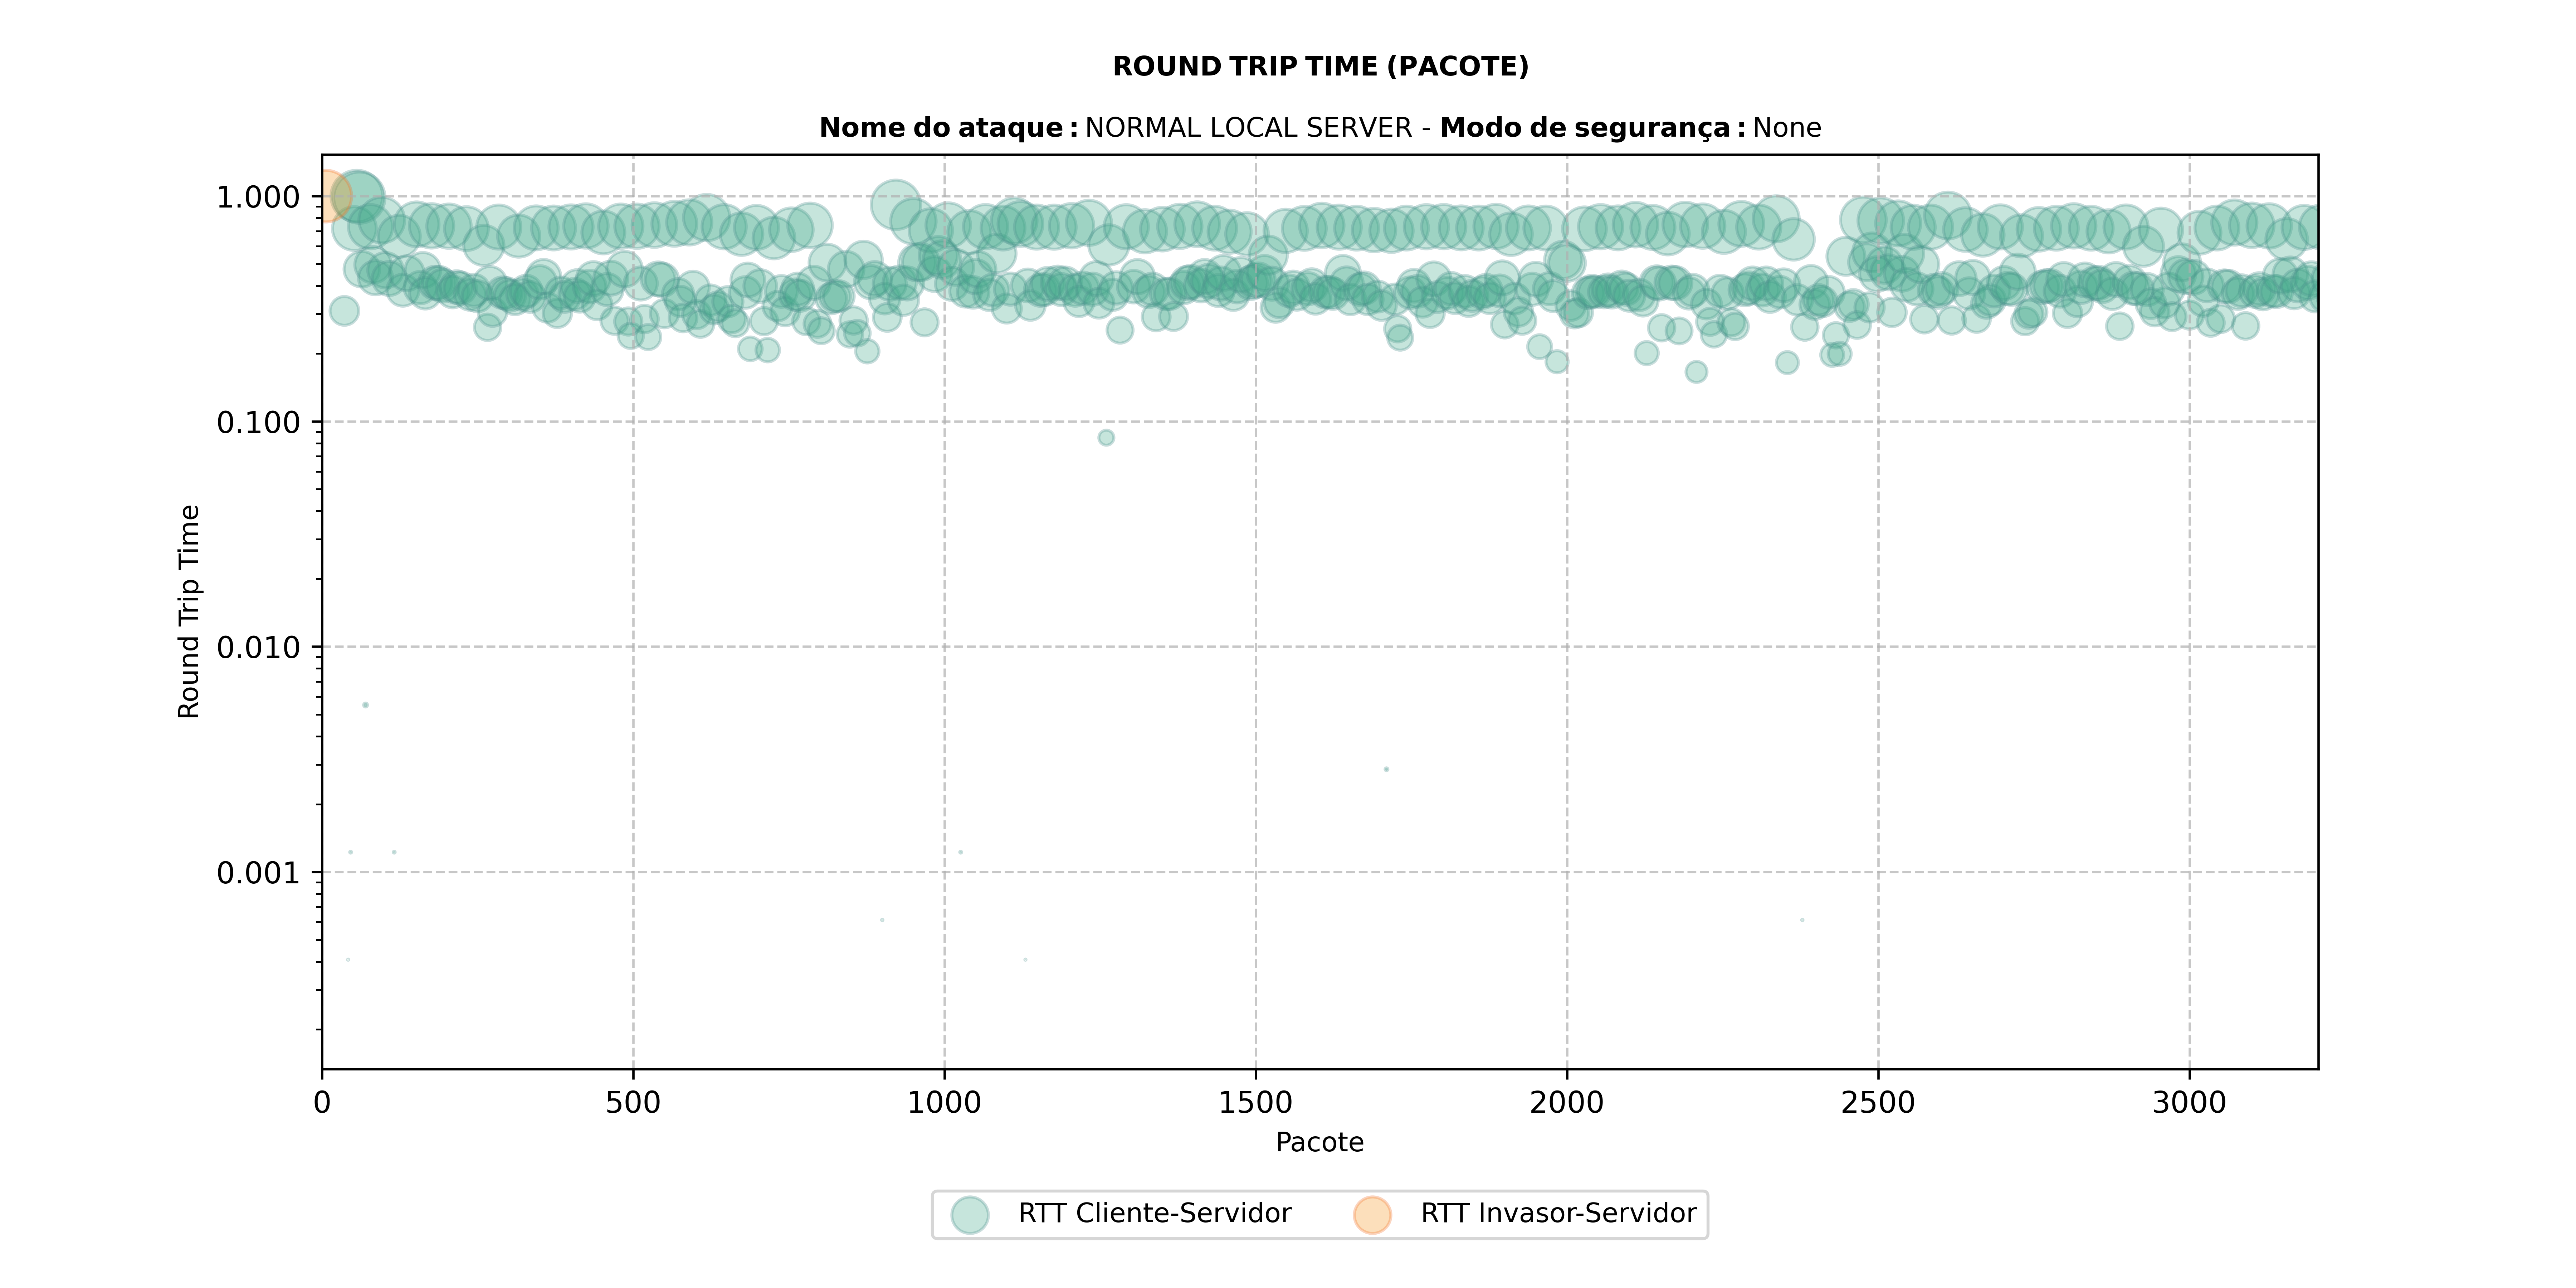 ROUND TRIP TIME (PACOTE)
Nome do ataque : NORMAL LOCAL SERVER - Modo de segurança : None
1.000
0.100
0.010
0.001
Round Trip Time
0 500 1000 1500 2000 2500 3000
Pacote
RTT Cliente-Servidor RTT Invasor-Servidor